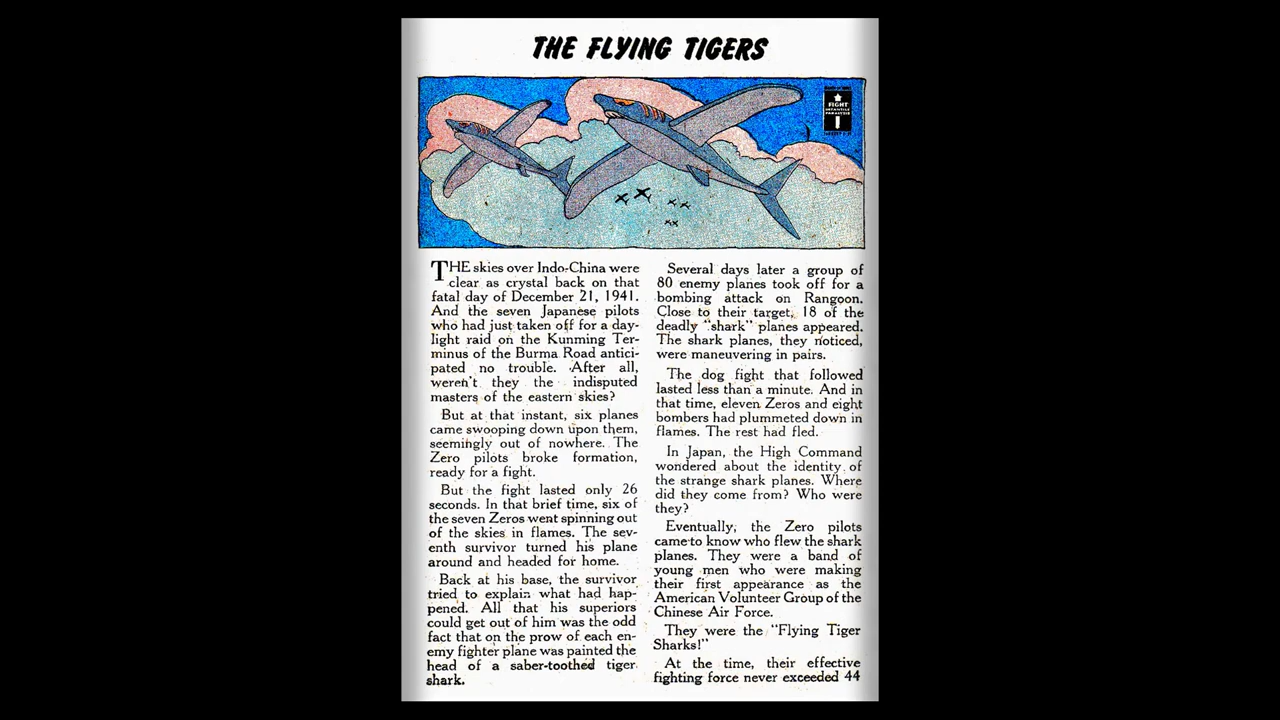 THE FLYING TIGERS
FIGHT
INFANTILE
PARALYSIS
THE skies over Indo-China were
clear as crystal back on that
fatal day of December 21, 1941.
And the seven Japanese pilots
who had just taken off for a day-
light raid on the Kunming Ter-
minus of the Burma Road antici-
pated no trouble. After all,
weren't they the indisputed
masters of the eastern skies?
But at that instant, six planes
came swooping down upon them,
seemingly out of nowhere. The
Zero pilots broke formation,
ready for a fight.
But the fight lasted only 26
seconds. In that brief time, six of
the seven Zeros went spinning out
of the skies in flames. The sev-
enth survivor turned his plane
around and headed for home.
Back at his base, the survivor
tried to explain what had hap-
pened. All that his superiors
could get out of him was the odd
fact that on the prow of each en-
emy fighter plane was painted the
head of a saber-toothed tiger
shark.
Several days later a group of
80 enemy planes took off for a
bombing attack on Rangoon.
Close to their target, 18 of the
deadly "shark" planes appeared.
The shark planes, they noticed,
were maneuvering in pairs.
The dog fight that followed
lasted less than a minute. And in
that time, eleven Zeros and eight
bombers had plummeted down in
flames. The rest had fled.
In Japan, the High Command
wondered about the identity of
the strange shark planes. Where
did they come from? Who were
they?
Eventually, the Zero pilots
came to know who flew the shark
planes. They were a band of
young men who were making
their first appearance as the
American Volunteer Group of the
Chinese Air Force.
They were the "Flying Tiger
Sharks!"
At the time, their effective
fighting force never exceeded 44